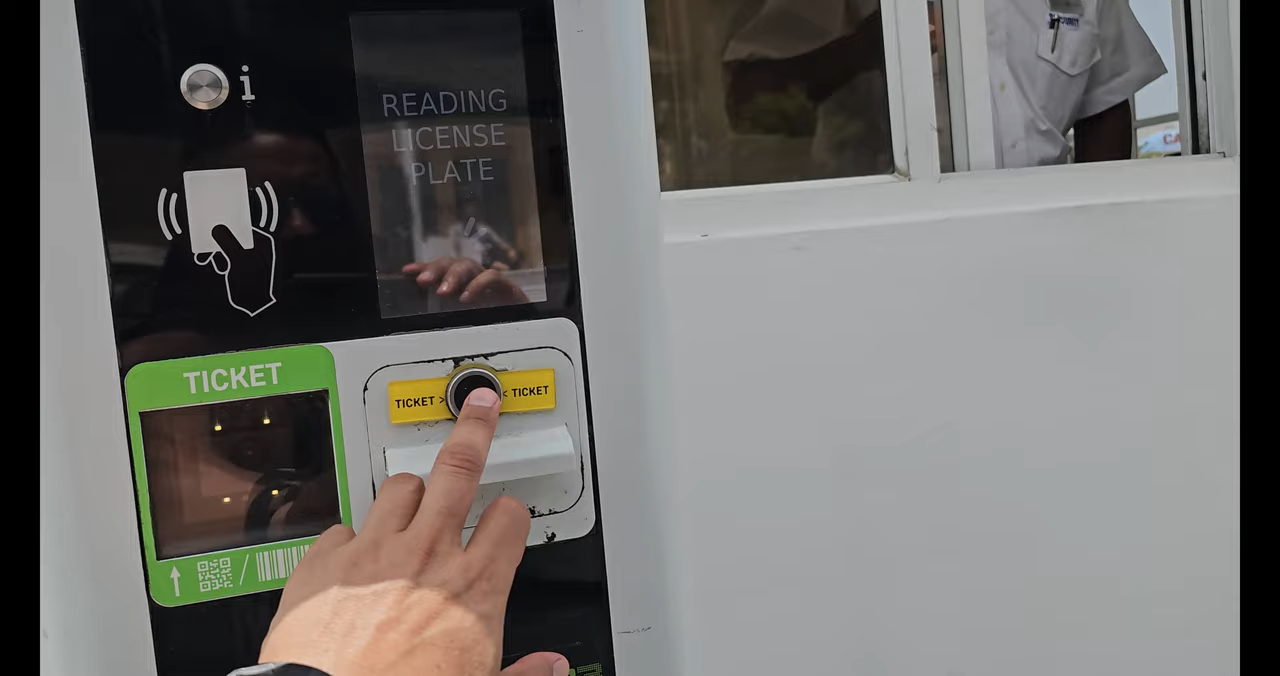 i
READING
LICENSE
PLATE
TICKET
TICKET >
< TICKET
/